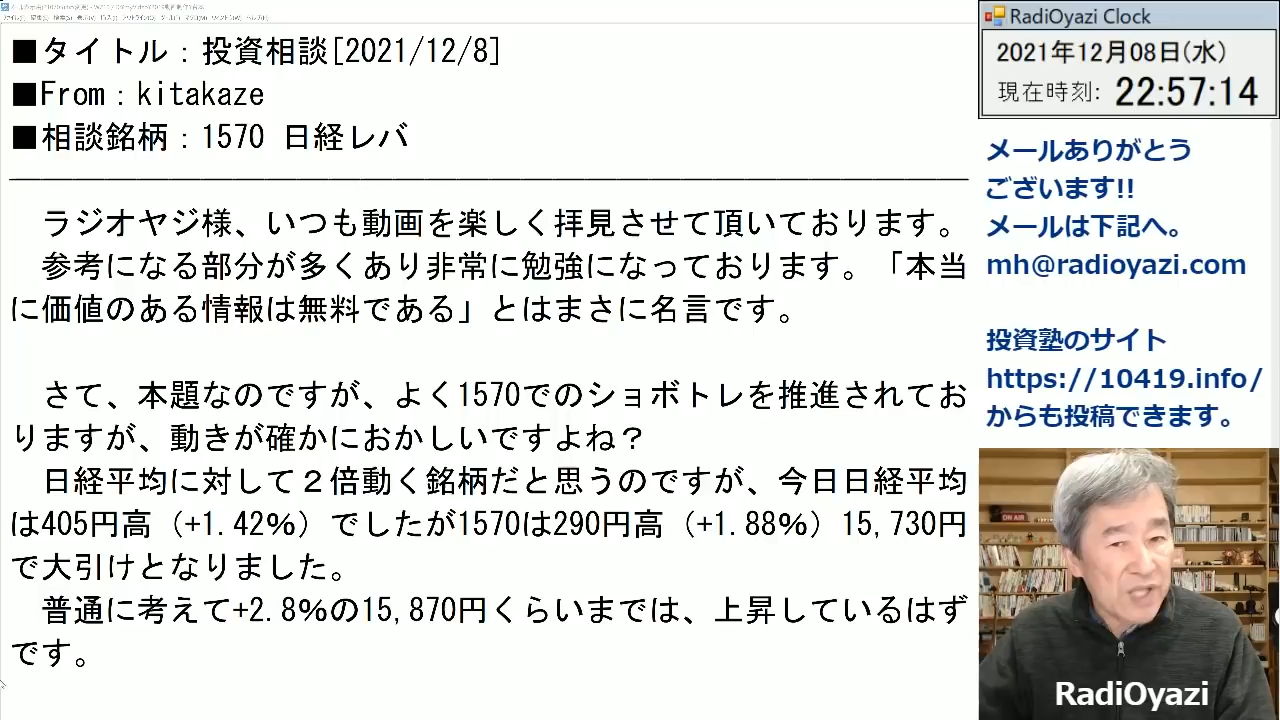 ■タイトル：投資相談[2021/12/8]
■From：kitakaze
■相談銘柄：1570 日経レバ
ラジオヤジ様、いつも動画を楽しく拝見させて頂いております。
参考になる部分が多くあり非常に勉強になっております。「本当
に価値のある情報は無料である」とはまさに名言です。
さて、本題なのですが、よく1570でのショボトレを推進されてお
りますが、動きが確かにおかしいですよね？
日経平均に対して２倍動く銘柄だと思うのですが、今日日経平均
は405円高（+1.42％）でしたが1570は290円高（+1.88％）15,730円
で大引けとなりました。
普通に考えて+2.8％の15,870円くらいまでは、上昇しているはず
です。
RadiOyazi Clock
2021年12月08日(水)
現在時刻: 22:57:14
メールありがとう
ございます!!
メールは下記へ。
mh@radioyazi.com
投資塾のサイト
https://10419.info/
からも投稿できます。
ON AIR
RadiOyazi